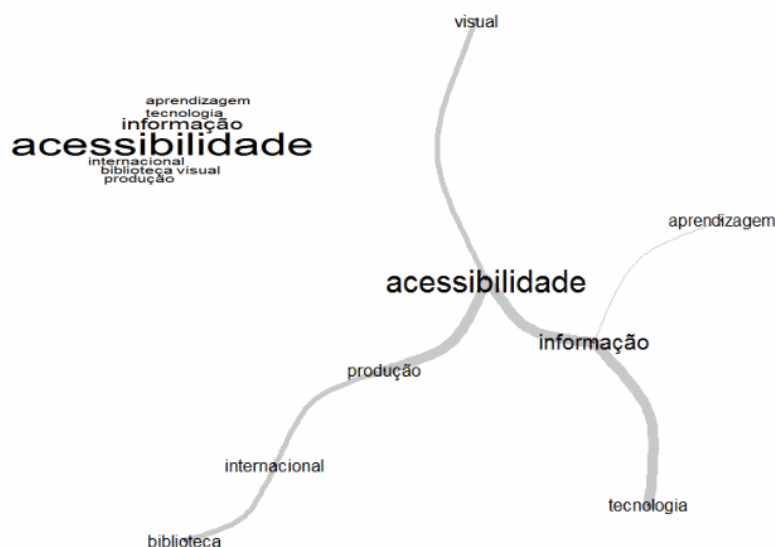 visual
aprendizagem
tecnologia
informação
acessibilidade
internacional
biblioteca visual
produção
aprendizagem
acessibilidade
informação
produção
internacional
tecnologia
biblioteca